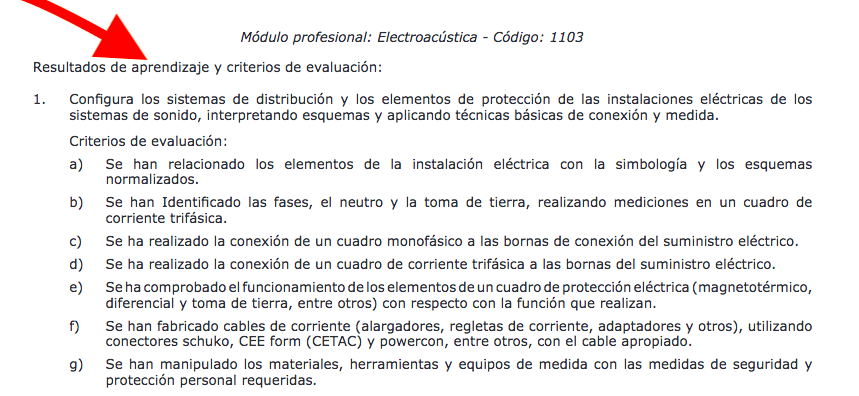 Módulo profesional: Electroacústica - Código: 1103
Resultados de aprendizaje y criterios de evaluación:
1. Configura los sistemas de distribución y los elementos de protección de las instalaciones eléctricas de los
sistemas de sonido, interpretando esquemas y aplicando técnicas básicas de conexión y medida.
Criterios de evaluación:
a) Se han relacionado los elementos de la instalación eléctrica con la simbología y los esquemas
normalizados.
b) Se han Identificado las fases, el neutro y la toma de tierra, realizando mediciones en un cuadro de
corriente trifásica.
c) Se ha realizado la conexión de un cuadro monofásico a las bornas de conexión del suministro eléctrico.
d) Se ha realizado la conexión de un cuadro de corriente trifásica a las bornas del suministro eléctrico.
e) Se ha comprobado el funcionamiento de los elementos de un cuadro de protección eléctrica (magnetotérmico,
diferencial y toma de tierra, entre otros) con respecto con la función que realizan.
f) Se han fabricado cables de corriente (alargadores, regletas de corriente, adaptadores y otros), utilizando
conectores schuko, CEE form (CETAC) y powercon, entre otros, con el cable apropiado.
g) Se han manipulado los materiales, herramientas y equipos de medida con las medidas de seguridad y
protección personal requeridas.